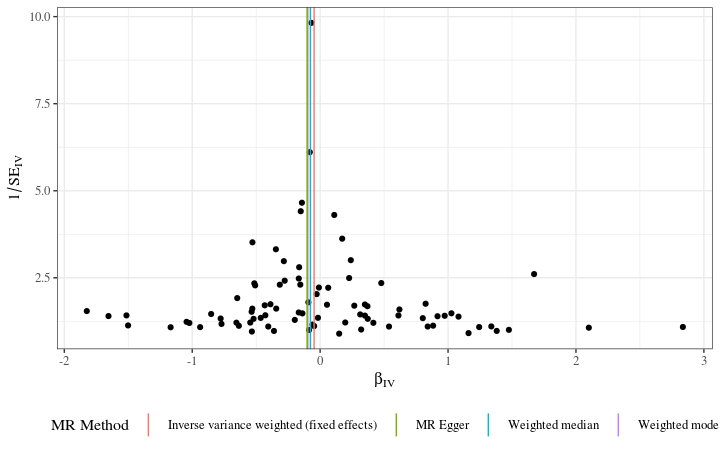 10.0
7.5
5.0
2.5
1/SE_IV
-2
-1
0
1
2
3
β_IV
MR Method
Inverse variance weighted (fixed effects)
MR Egger
Weighted median
Weighted mode